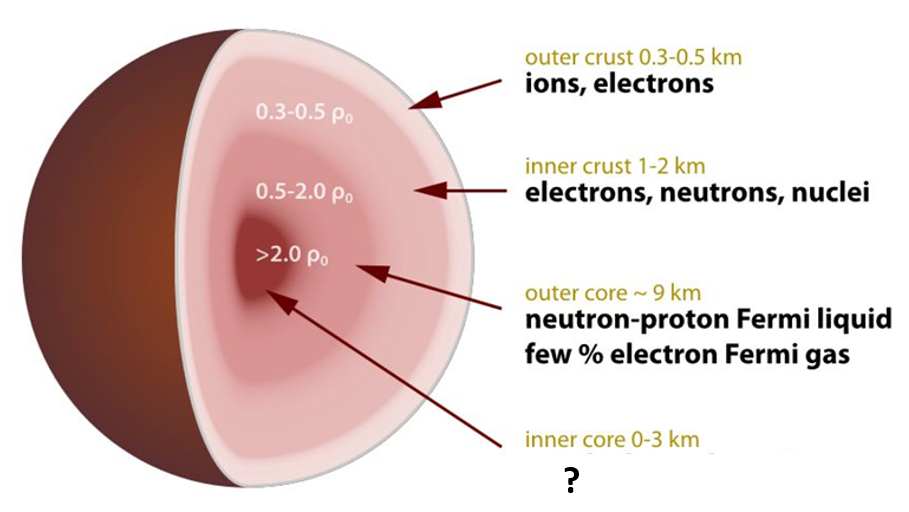 outer crust 0.3-0.5 km
ions, electrons
0.3-0.5 ρ₀
inner crust 1-2 km
electrons, neutrons, nuclei
0.5-2.0 ρ₀
>2.0 ρ₀
outer core ~ 9 km
neutron-proton Fermi liquid
few % electron Fermi gas
inner core 0-3 km
?